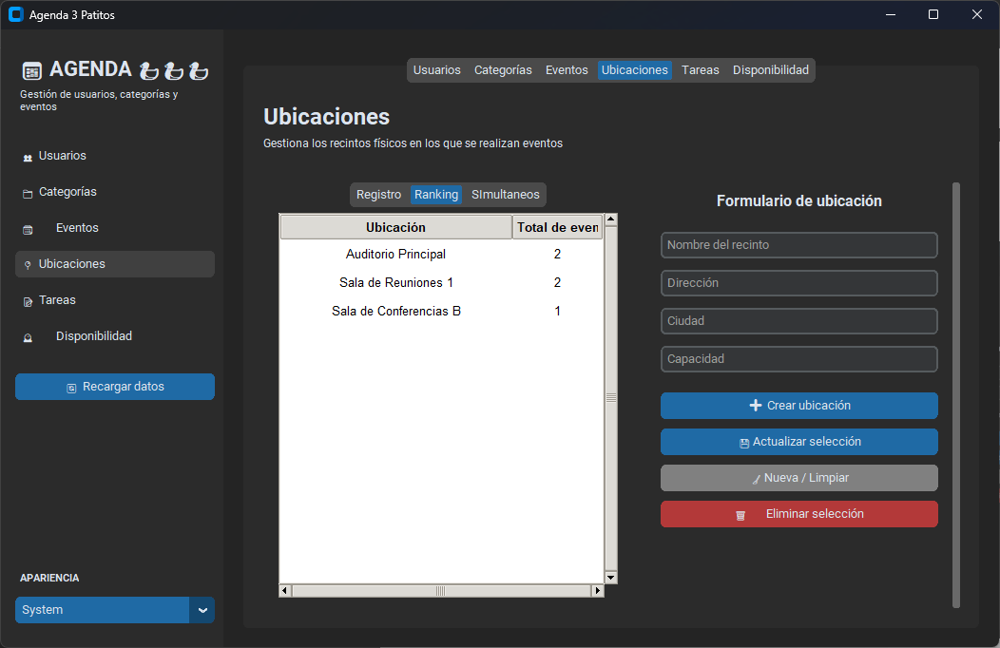 Agenda 3 Patitos
AGENDA
Gestión de usuarios, categorías y
eventos
Usuarios
Categorías
Eventos
Ubicaciones
Tareas
Disponibilidad
Recargar datos
APARIENCIA
System
Usuarios Categorías Eventos Ubicaciones Tareas Disponibilidad
Ubicaciones
Gestiona los recintos físicos en los que se realizan eventos
Registro Ranking SImultaneos
Ubicación Total de even
Auditorio Principal 2
Sala de Reuniones 1 2
Sala de Conferencias B 1
Formulario de ubicación
Nombre del recinto
Dirección
Ciudad
Capacidad
Crear ubicación
Actualizar selección
Nueva / Limpiar
Eliminar selección